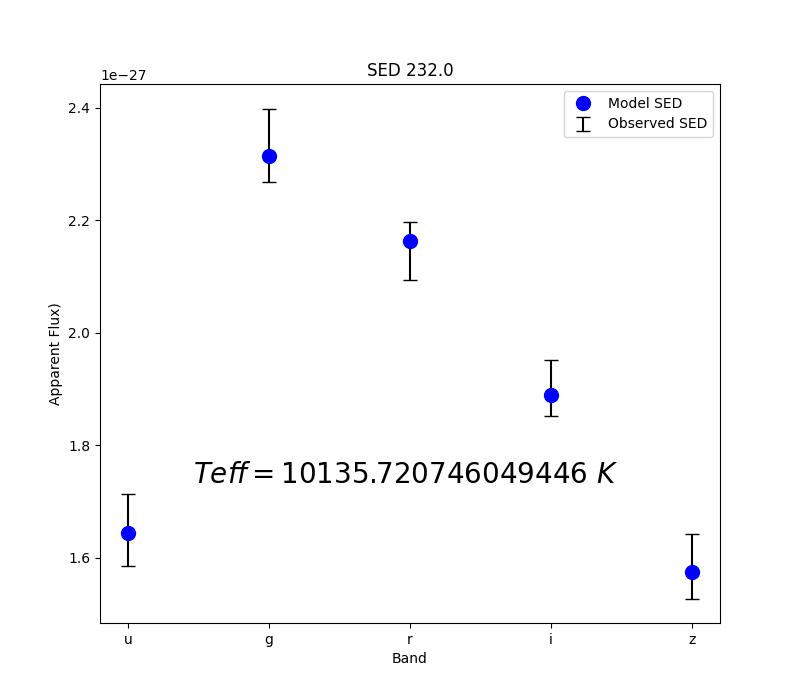 SED 232.0
1e−27
Model SED
Observed SED
2.4
2.2
2.0
1.8
1.6
Apparent Flux)
Teff = 10135.720746049446 K
u g r i z
Band